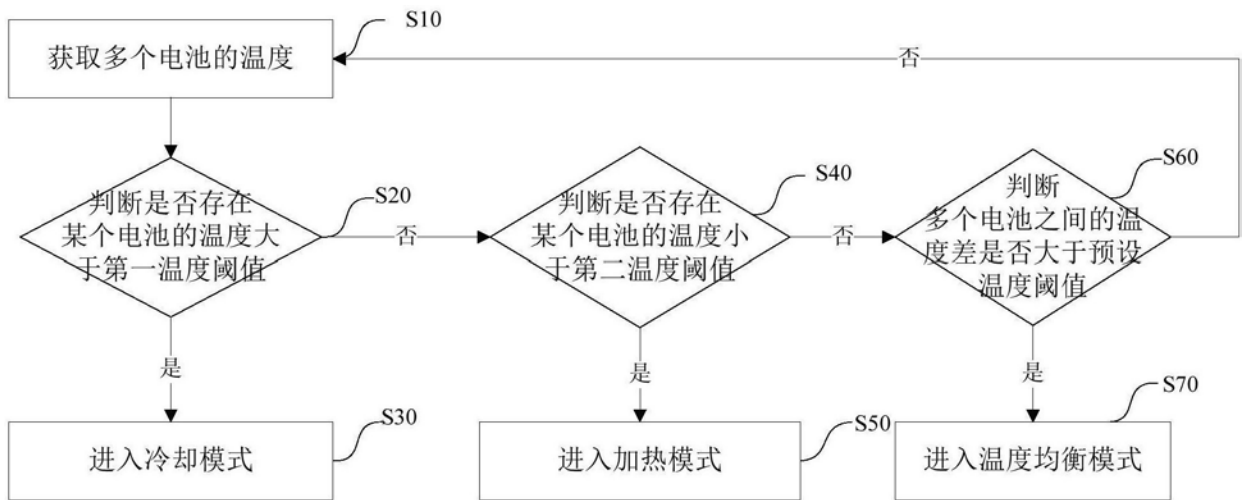 S10
获取多个电池的温度
否
S60
S40
S20
判断是否存在
某个电池的温度大
于第一温度阈值
否
判断是否存在
某个电池的温度小
于第二温度阈值
否
判断
多个电池之间的温
度差是否大于预设
温度阈值
是
是
是
S30
S50
S70
进入冷却模式
进入加热模式
进入温度均衡模式